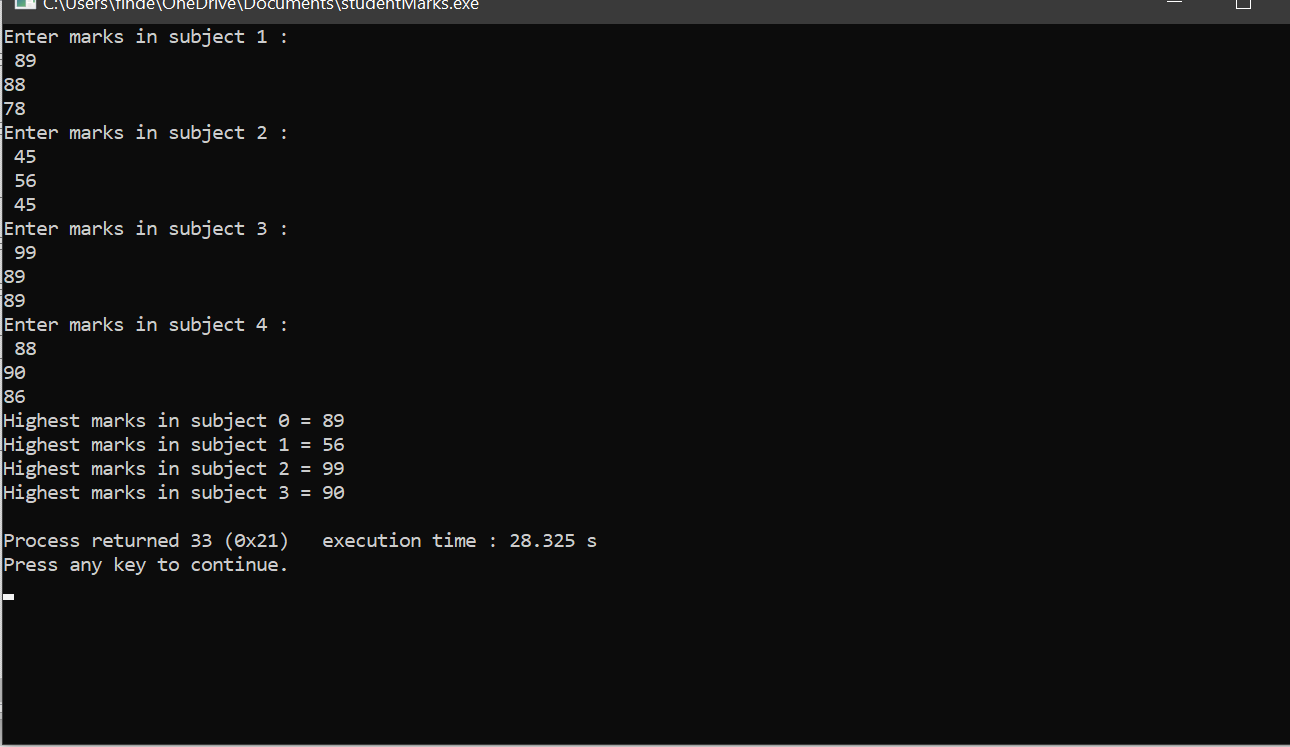 C:\Users\finde\OneDrive\Documents\studentMarks.exe
Enter marks in subject 1 :
 89
88
78
Enter marks in subject 2 :
 45
 56
 45
Enter marks in subject 3 :
 99
89
89
Enter marks in subject 4 :
 88
90
86
Highest marks in subject 0 = 89
Highest marks in subject 1 = 56
Highest marks in subject 2 = 99
Highest marks in subject 3 = 90
Process returned 33 (0x21)   execution time : 28.325 s
Press any key to continue.